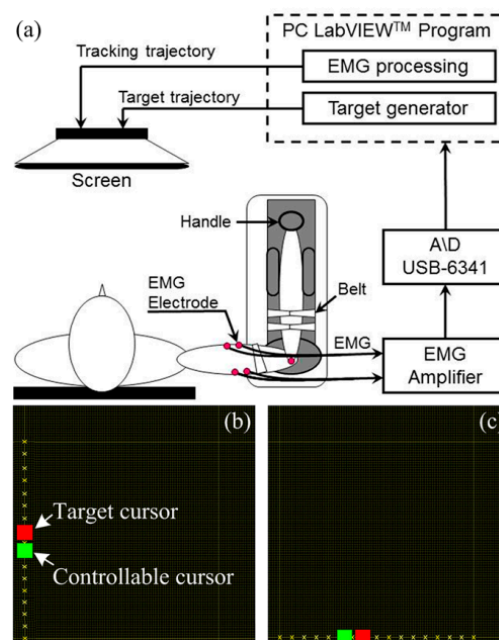 (a)
PC LabVIEW™ Program
Tracking trajectory
EMG processing
Target trajectory
Target generator
Screen
Handle
A\D
USB-6341
EMG
Electrode
Belt
EMG
EMG
Amplifier
(b)
(c)
Target cursor
Controllable cursor